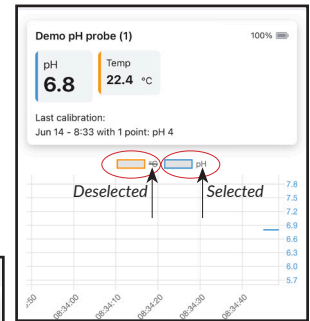 Demo pH probe (1) 100%
pH
6.8
Temp
22.4 °C
Last calibration:
Jun 14 - 8:33 with 1 point: pH 4
°C pH
Deselected Selected
7.8
7.5
7.2
6.9
6.6
6.3
6.0
5.7
:50 08:34:00 08:34:10 08:34:20 08:34:30 08:34:40